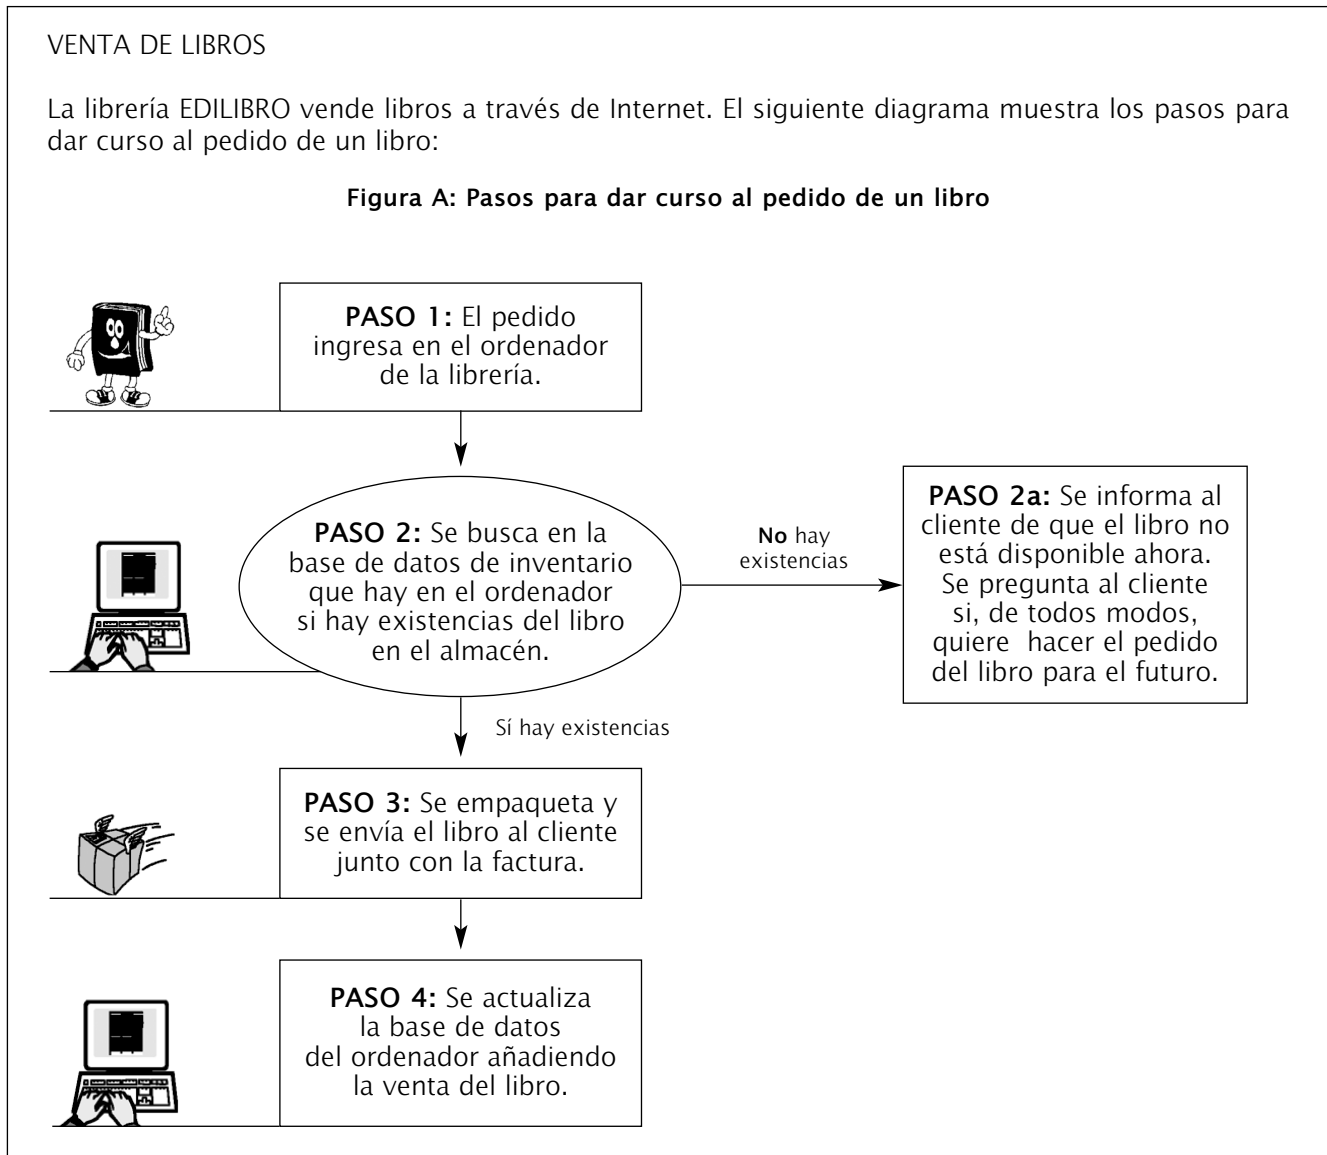 VENTA DE LIBROS
La librería EDILIBRO vende libros a través de Internet. El siguiente diagrama muestra los pasos para
dar curso al pedido de un libro:
Figura A: Pasos para dar curso al pedido de un libro
PASO 1: El pedido
ingresa en el ordenador
de la librería.
PASO 2: Se busca en la
base de datos de inventario
que hay en el ordenador
si hay existencias del libro
en el almacén.
No hay
existencias
PASO 2a: Se informa al
cliente de que el libro no
está disponible ahora.
Se pregunta al cliente
si, de todos modos,
quiere hacer el pedido
del libro para el futuro.
Sí hay existencias
PASO 3: Se empaqueta y
se envía el libro al cliente
junto con la factura.
PASO 4: Se actualiza
la base de datos
del ordenador añadiendo
la venta del libro.